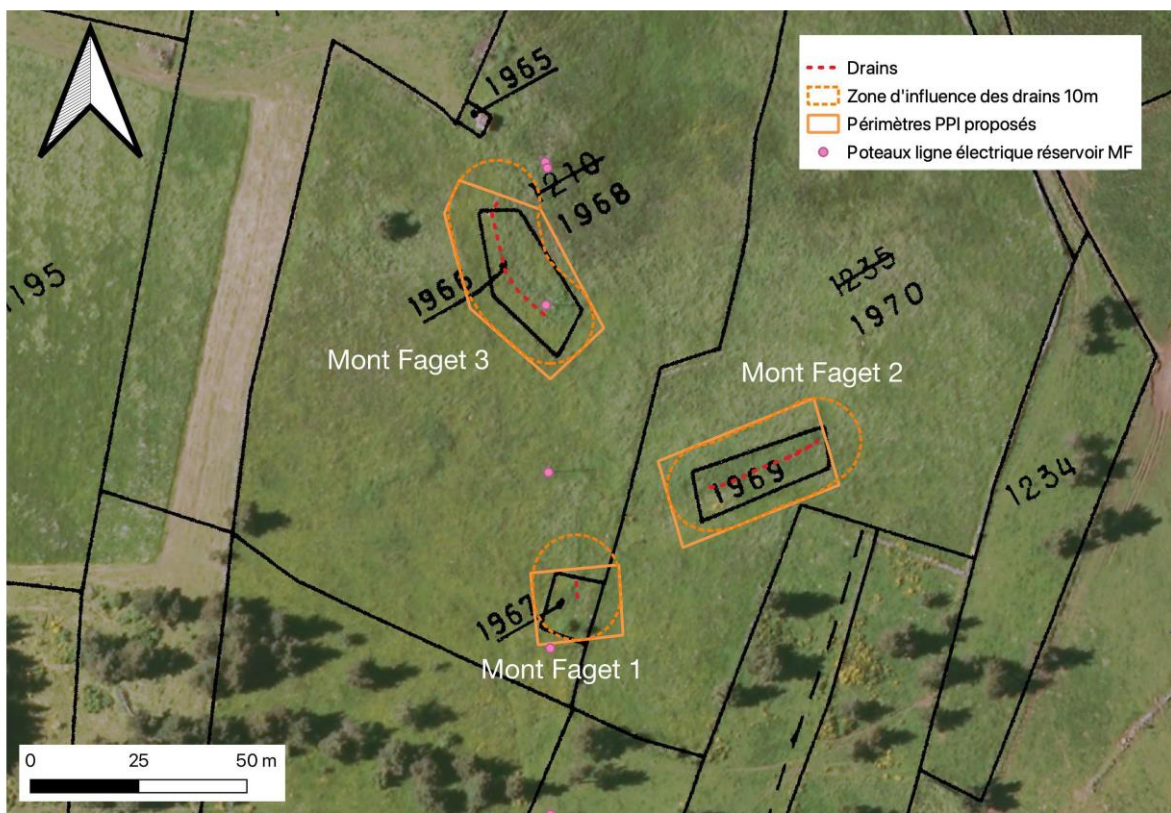 1965
Drains
Zone d'influence des drains 10m
Périmètres PPI proposés
Poteaux ligne électrique réservoir MF
1210
1968
1195
1966
1235
1970
Mont Faget 3
Mont Faget 2
1969
1234
1967
Mont Faget 1
0 25 50 m